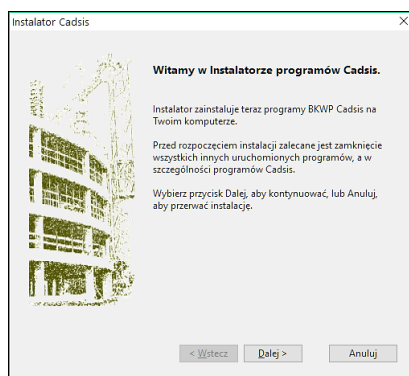 Instalator Cadsis
Witamy w Instalatorze programów Cadsis.
Instalator zainstaluje teraz programy BKWP Cadsis na
Twoim komputerze.
Przed rozpoczęciem instalacji zalecane jest zamknięcie
wszystkich innych uruchomionych programów, a w
szczególności programów Cadsis.
Wybierz przycisk Dalej, aby kontynuować, lub Anuluj,
aby przerwać instalację.
< Wstecz Dalej > Anuluj